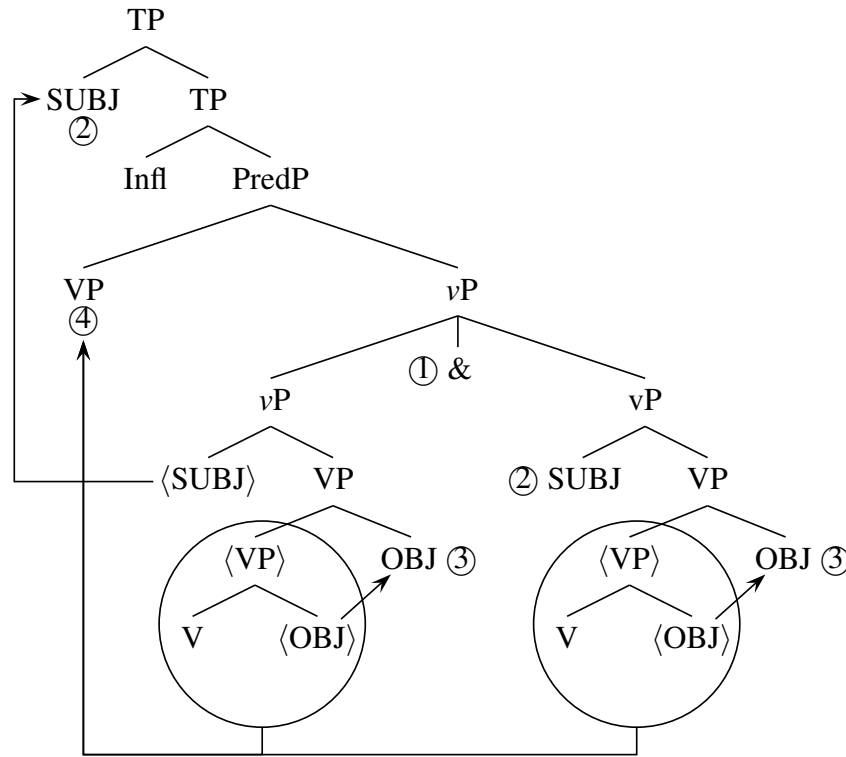 TP
SUBJ TP
②
Infl PredP
VP vP
④
① &
vP vP
⟨SUBJ⟩ VP ② SUBJ VP
⟨VP⟩ OBJ ③ ⟨VP⟩ OBJ ③
V ⟨OBJ⟩ V ⟨OBJ⟩